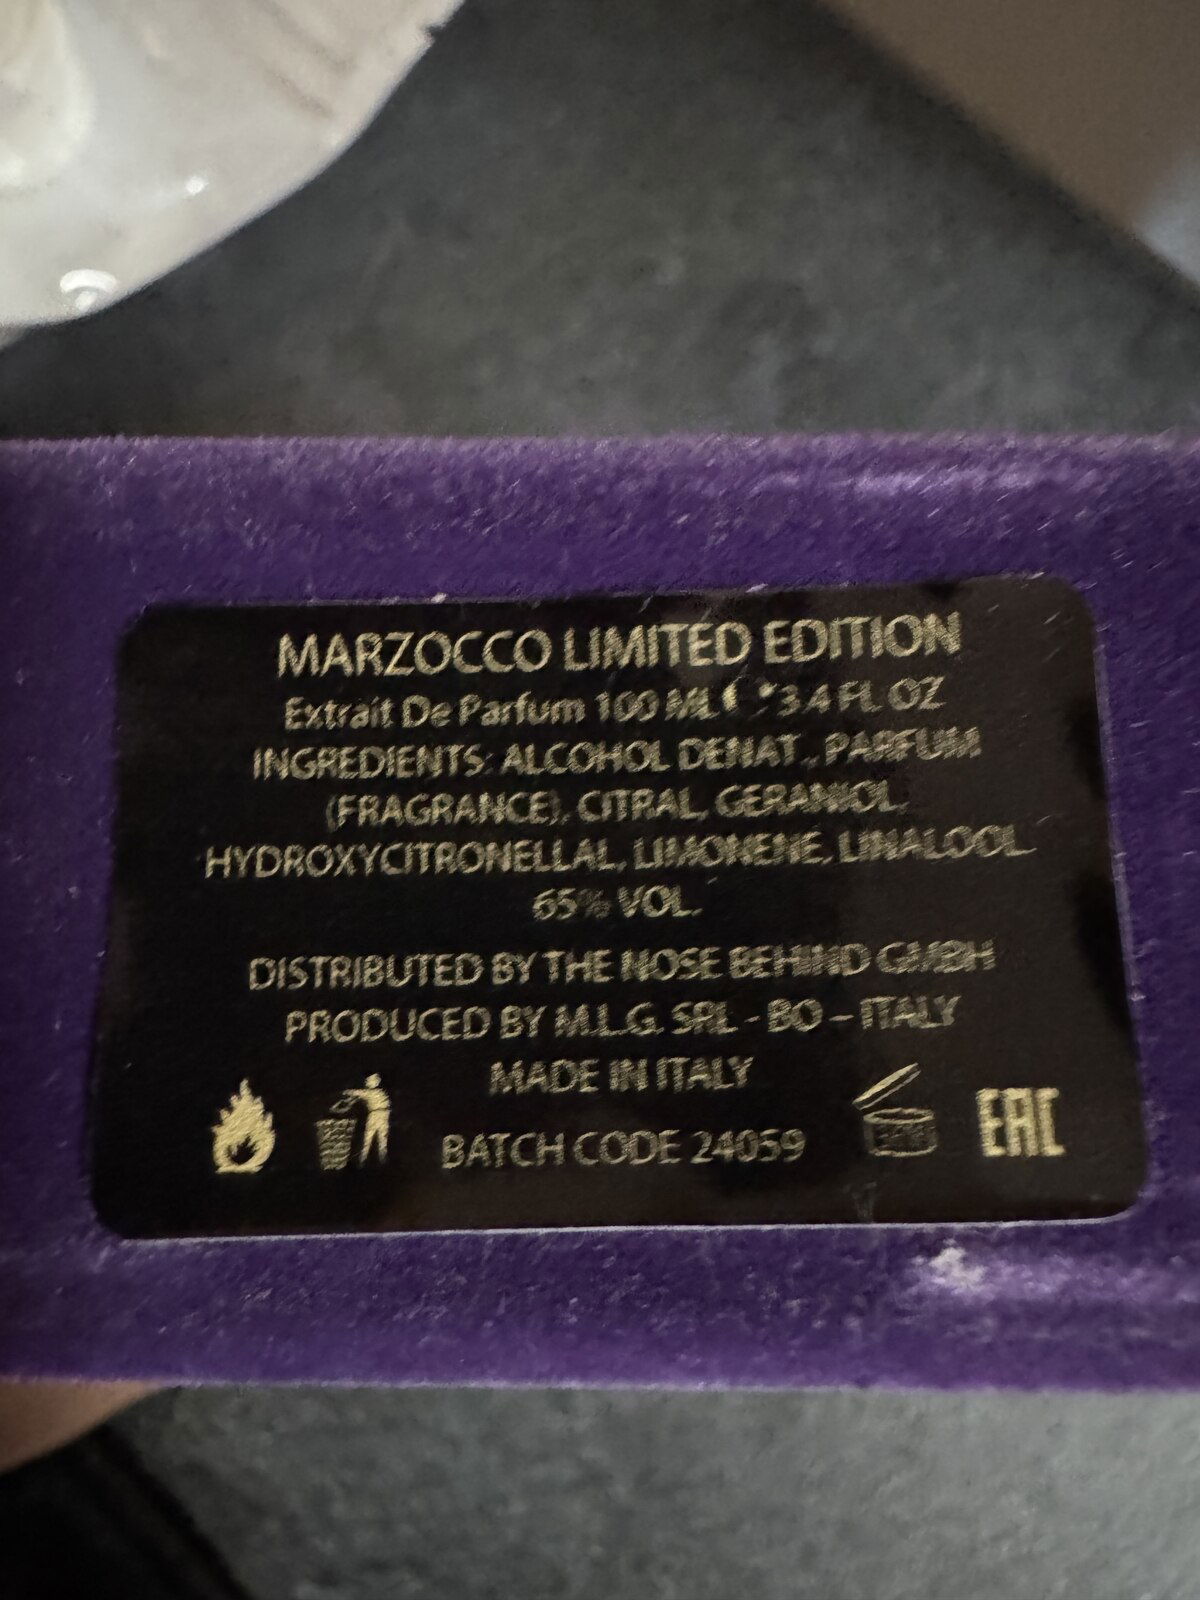 MARZOCCO LIMITED EDITION
Extrait De Parfum 100 ML 3.4 FL OZ
INGREDIENTS: ALCOHOL DENAT., PARFUM
(FRAGRANCE), CITRAL, GERANIOL,
HYDROXYCITRONELLAL, LIMONENE, LINALOOL.
65% VOL.
DISTRIBUTED BY THE NOSE BEHIND GMBH
PRODUCED BY M.L.G. SRL - BO - ITALY
MADE IN ITALY
BATCH CODE 24059
EAC